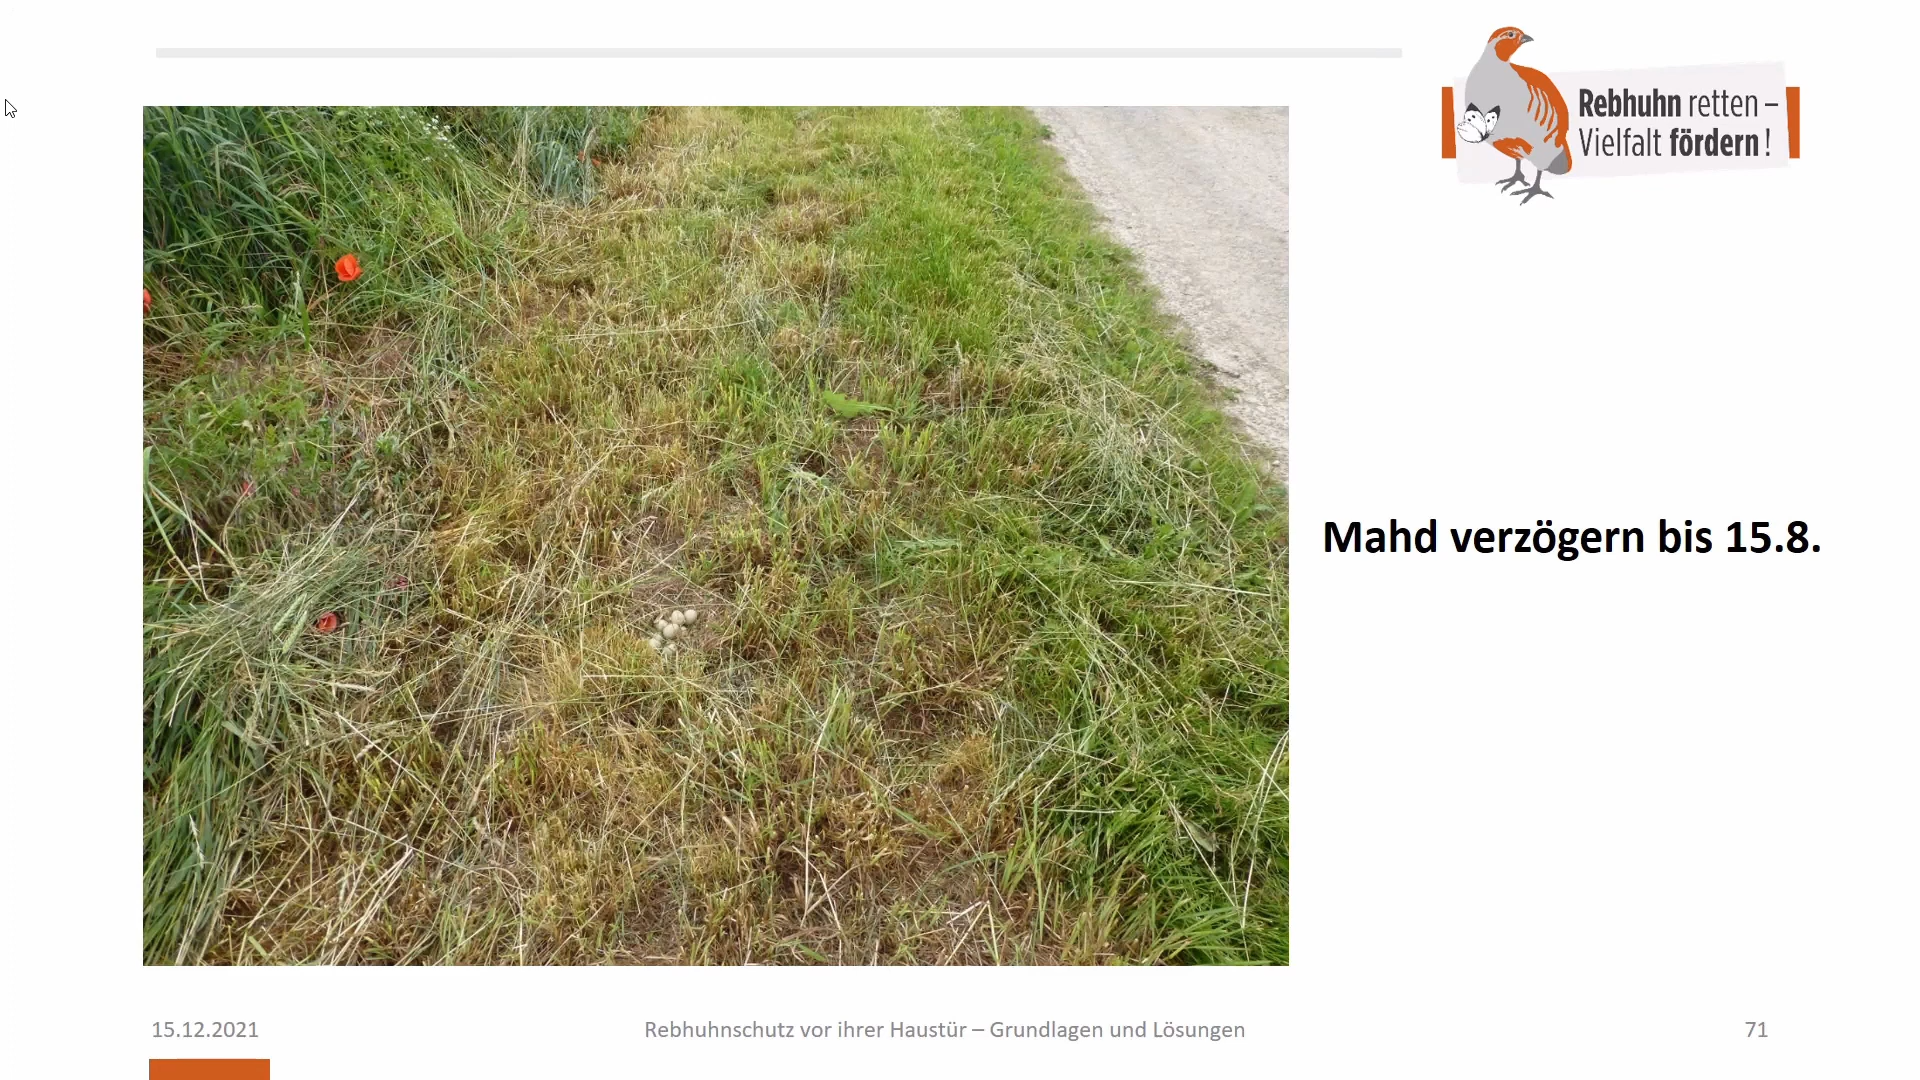 Rebhuhn retten –
Vielfalt fördern!
Mahd verzögern bis 15.8.
15.12.2021
Rebhuhnschutz vor ihrer Haustür – Grundlagen und Lösungen
71